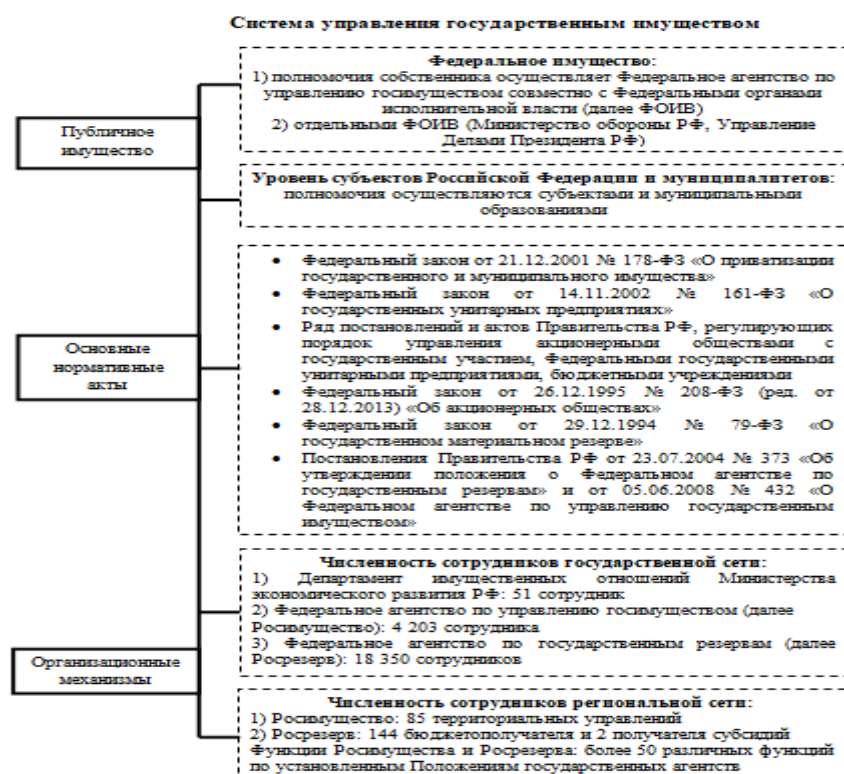 Система управления государственным имуществом
Публичное
имущество
Федеральное имущество:
1) полномочия собственника осуществляет Федеральное агентство по
управлению госимуществом совместно с Федеральными органами
исполнительной власти (далее ФОИВ)
2) отдельными ФОИВ (Министерство обороны РФ, Управление
Делами Президента РФ)
Уровень субъектов Российской Федерации и муниципалитетов:
полномочия осуществляются субъектами и муниципальными
образованиями
Основные
нормативные
акты
• Федеральный закон от 21.12.2001 № 178-ФЗ «О приватизации
государственного и муниципального имущества»
• Федеральный закон от 14.11.2002 № 161-ФЗ «О
государственных унитарных предприятиях»
• Ряд постановлений и актов Правительства РФ, регулирующих
порядок управления акционерными обществами с
государственным участием, Федеральными государственными
унитарными предприятиями, бюджетными учреждениями
• Федеральный закон от 26.12.1995 № 208-ФЗ (ред. от
28.12.2013) «Об акционерных обществах»
• Федеральный закон от 29.12.1994 № 79-ФЗ «О
государственном материальном резерве»
• Постановления Правительства РФ от 23.07.2004 № 373 «Об
утверждении положения о Федеральном агентстве по
государственным резервам» и от 05.06.2008 № 432 «О
Федеральном агентстве по управлению государственным
имуществом»
Организационные
механизмы
Численность сотрудников государственной сети:
1) Департамент имущественных отношений Министерства
экономического развития РФ: 51 сотрудник
2) Федеральное агентство по управлению госимуществом (далее
Росимущество): 4 203 сотрудника
3) Федеральное агентство по государственным резервам (далее
Росрезерв): 18 350 сотрудников
Численность сотрудников региональной сети:
1) Росимущество: 85 территориальных управлений
2) Росрезерв: 144 бюджетополучателя и 2 получателя субсидий
Функции Росимущества и Росрезерва: более 50 различных функций
по установленным Положениям государственных агентств